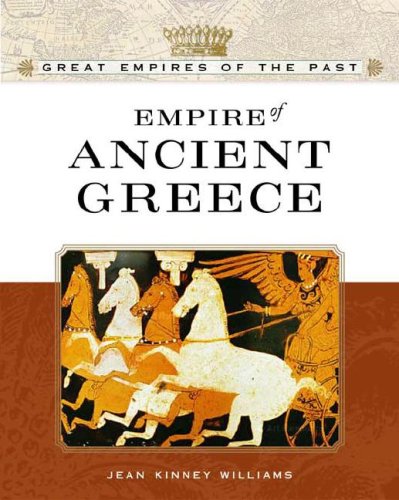 GREAT EMPIRES OF THE PAST
EMPIRE of
ANCIENT
GREECE
JEAN KINNEY WILLIAMS